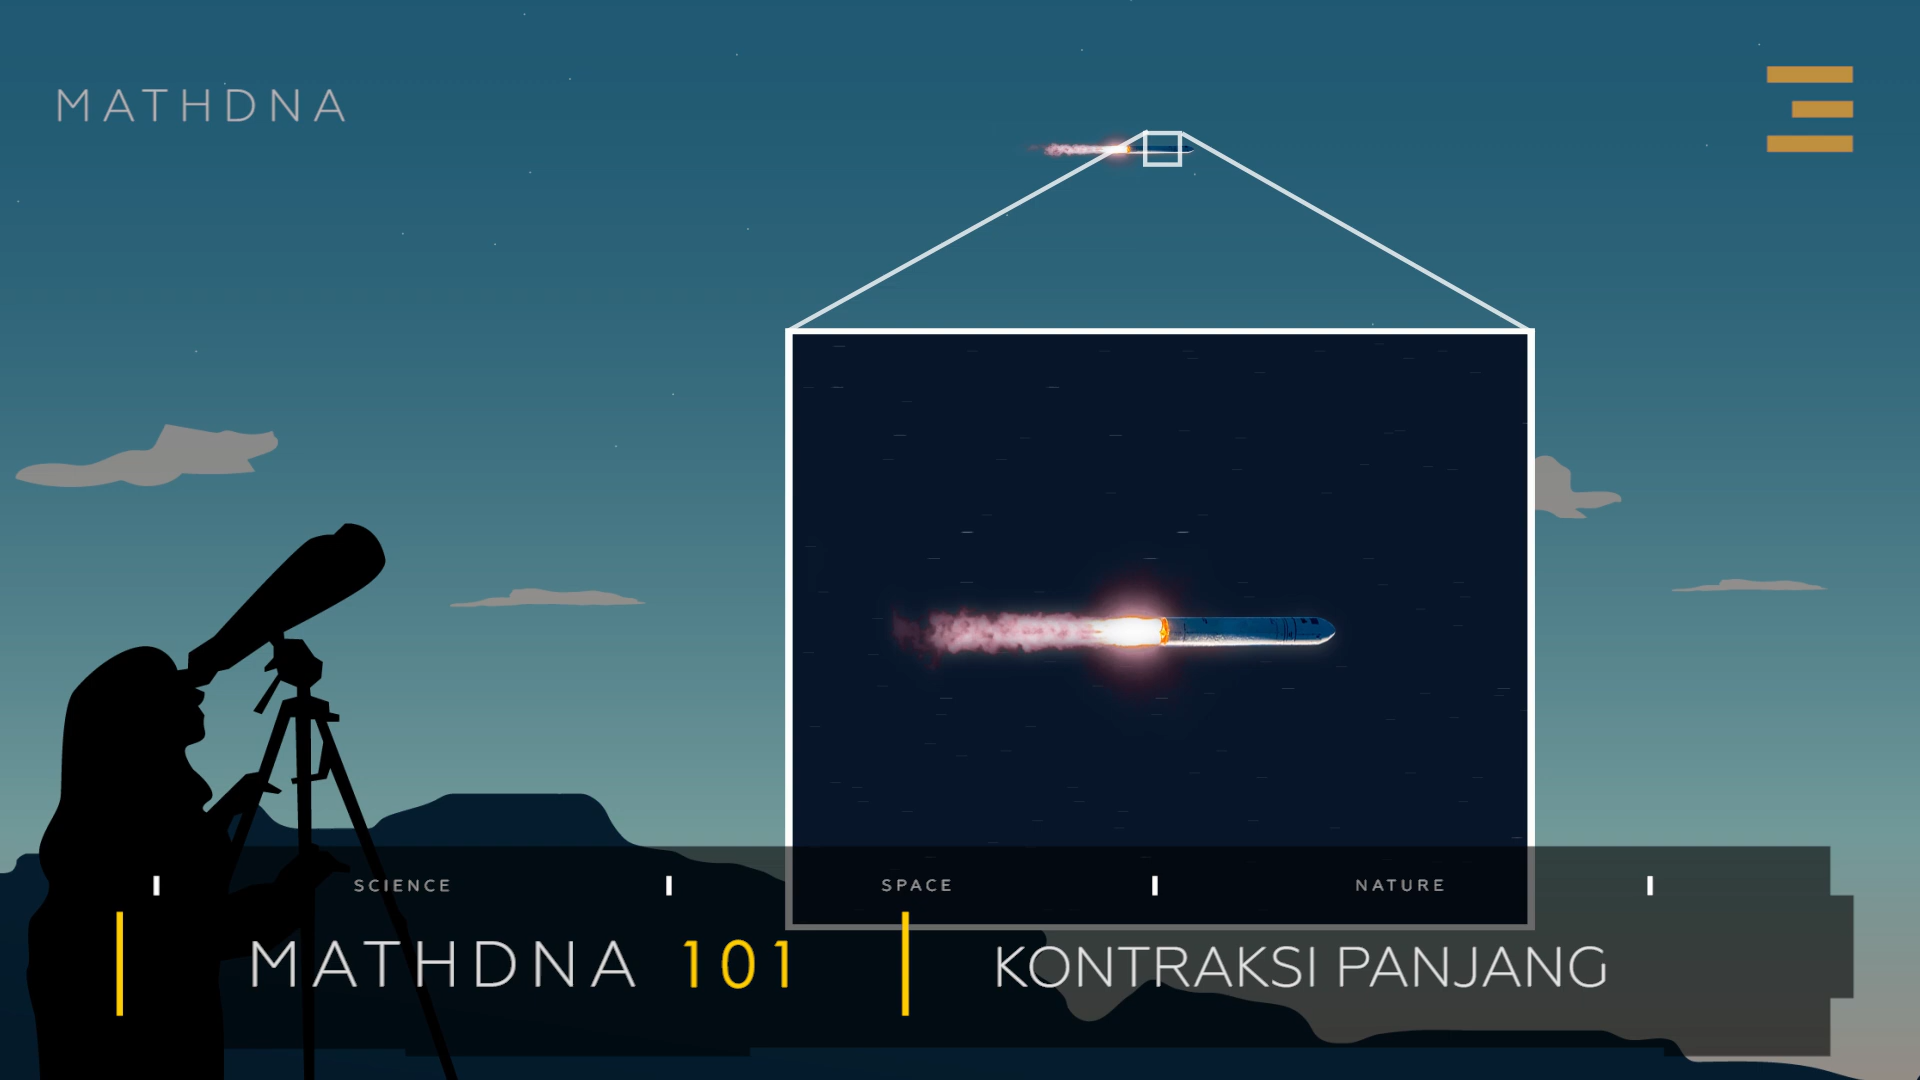 MATHDNA
SCIENCE
SPACE
NATURE
MATHDNA 101
KONTRAKSI PANJANG